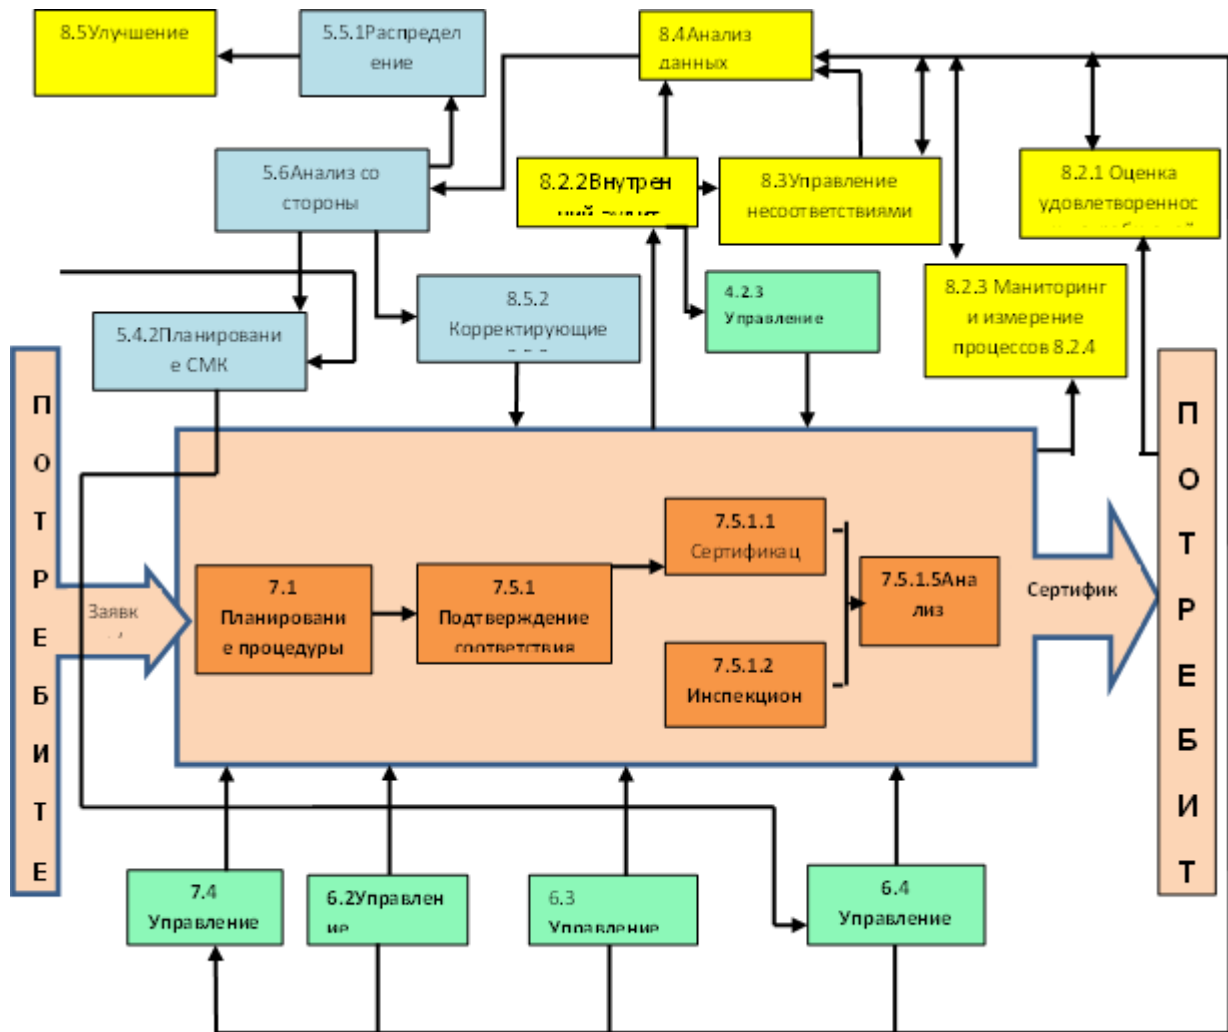 8.5Улучшение
5.5.1Распредел
ение
8.4Анализ
данных
5.6Анализ со
стороны
8.2.2Внутрен
8.3Управление
несоответствиями
8.2.1 Оценка
удовлетвореннос
5.4.2Планировани
е СМК
8.5.2
Корректирующие
4.2.3
Управление
8.2.3 Маниторинг
и измерение
процессов 8.2.4
П
О
Т
Р
Е
Б
И
Т
Е
Заявк
7.1
Планировани
е процедуры
7.5.1
Подтверждение
соответствия
7.5.1.1
Сертификац
7.5.1.2
Инспекцион
7.5.1.5Ана
лиз
Сертифик
П
О
Т
Р
Е
Б
И
Т
7.4
Управление
6.2Управлен
ие
6.3
Управление
6.4
Управление